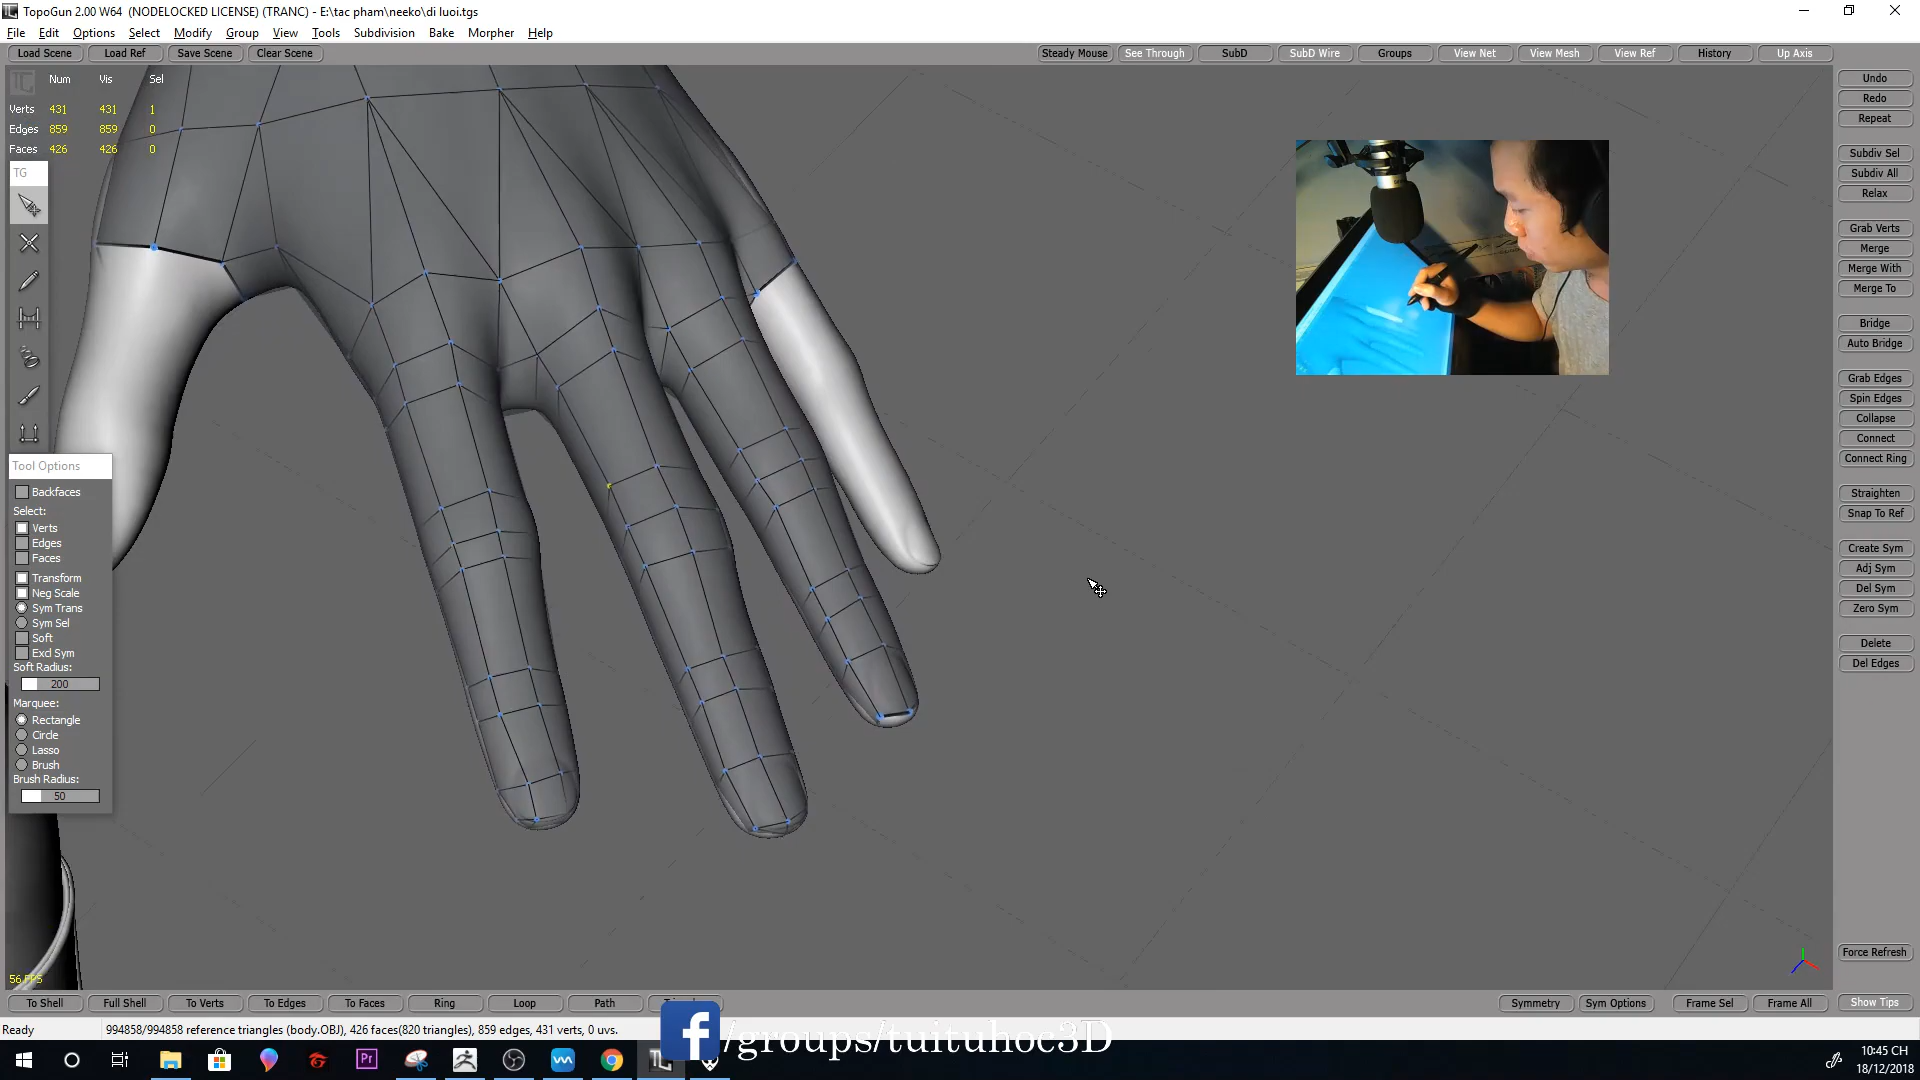 TopoGun 2.00 W64 (NODELOCKED LICENSE) (TRANC) - E:\tac pham\neeko\di luoi.tgs
File Edit Options Select Modify Group View Tools Subdivision Bake Morpher Help
Load Scene Load Ref Save Scene Clear Scene Steady Mouse See Through SubD SubD Wire Groups View Net View Mesh View Ref History Up Axis
Num Vis Sel
Verts 431 431 1
Edges 859 859 0
Faces 426 426 0
TG
Tool Options
Backfaces
Select:
Verts
Edges
Faces
Transform
Neg Scale
Sym Trans
Sym Sel
Soft
Excl Sym
Soft Radius:
200
Marquee:
Rectangle
Circle
Lasso
Brush
Brush Radius:
50
56 FPS
Undo
Redo
Repeat
Subdiv Sel
Subdiv All
Relax
Grab Verts
Merge
Merge With
Merge To
Bridge
Auto Bridge
Grab Edges
Spin Edges
Collapse
Connect
Connect Ring
Straighten
Snap To Ref
Create Sym
Adj Sym
Del Sym
Zero Sym
Delete
Del Edges
Force Refresh
To Shell Full Shell To Verts To Edges To Faces Ring Loop Path Symmetry Sym Options Frame Sel Frame All Show Tips
Ready 994858/994858 reference triangles (body.OBJ), 426 faces(820 triangles), 859 edges, 431 verts, 0 uvs.
f /groups/tuituhoc3D
Pr
10:45 CH
18/12/2018